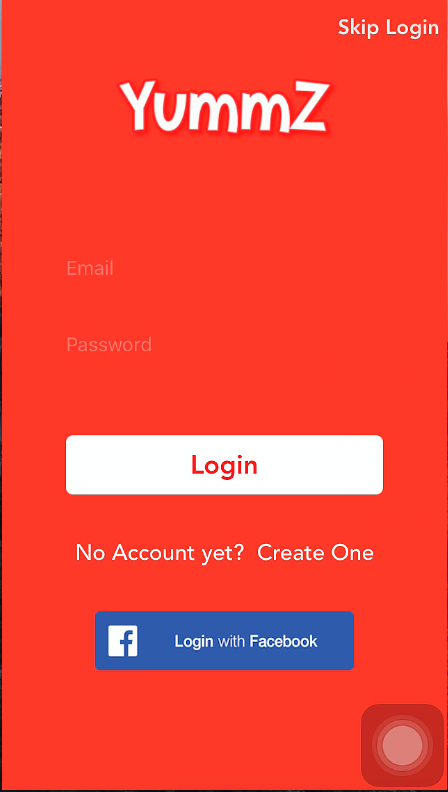 Skip Login
YummZ
Email
Password
Login
No Account yet? Create One
Login with Facebook